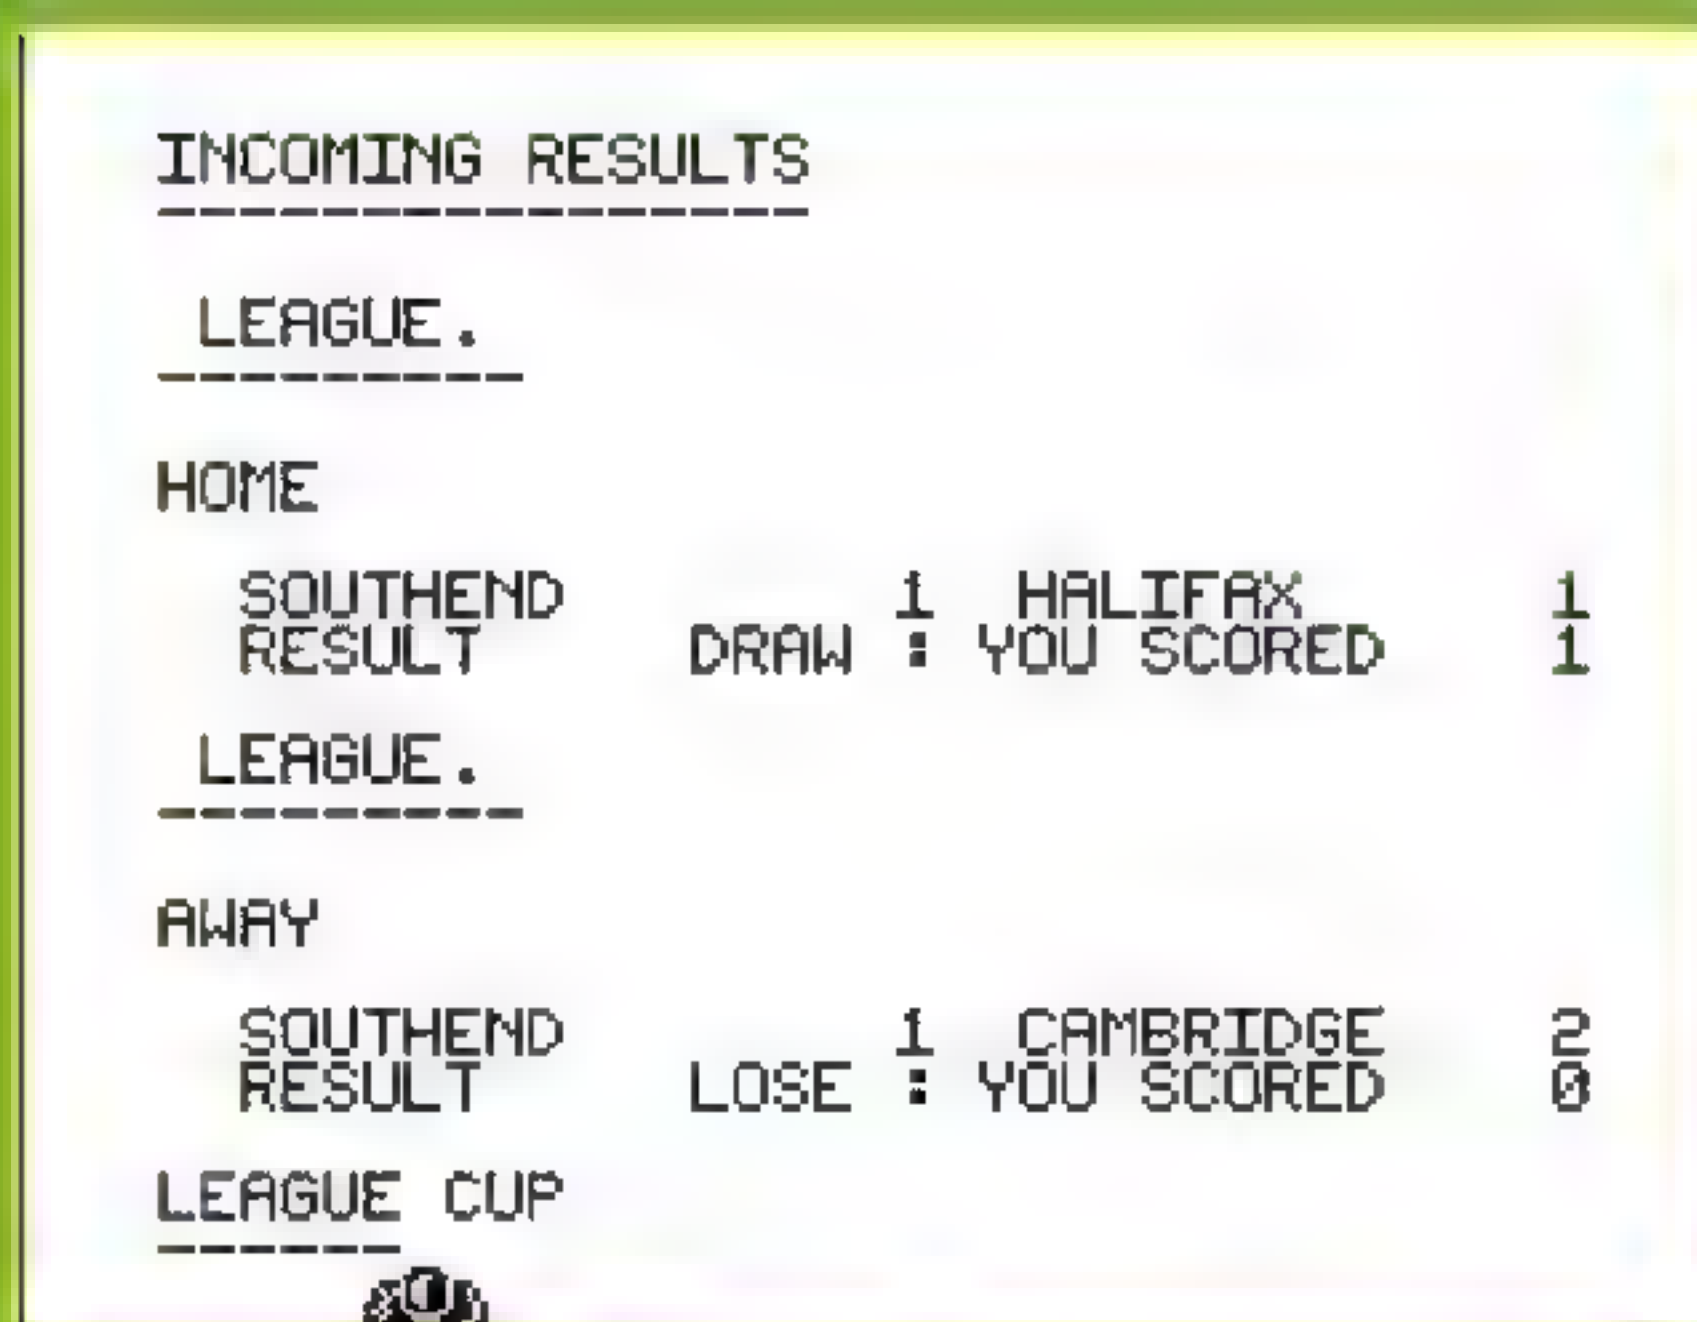 INCOMING RESULTS
----------------
LEAGUE.
---------
HOME
SOUTHEND 1 HALIFAX 1
RESULT DRAW : YOU SCORED 1
LEAGUE.
---------
AWAY
SOUTHEND 1 CAMBRIDGE 2
RESULT LOSE : YOU SCORED 0
LEAGUE CUP
------